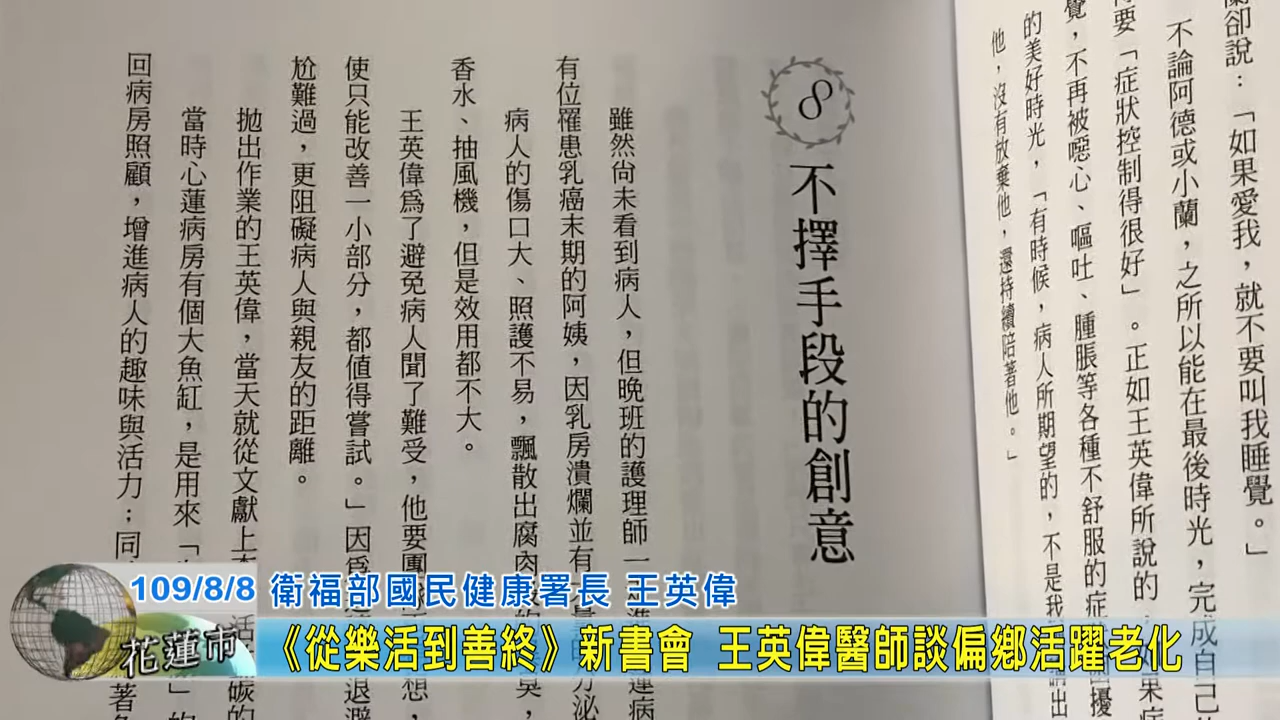 蘭卻說：「如果愛我，就不要叫我睡覺。」
不論阿德或小蘭，之所以能在最後時光，完成自己
得要「症狀控制得很好」。正如王英偉所說的
覺，不再被噁心、嘔吐、腫脹等各種不舒服的症
的美好時光，「有時候，病人所期望的，不是我
他，沒有放棄他，還持續陪著他。」
8
不擇手段的創意
雖然尚未看到病人，但晚班的護理師一
有位罹患乳癌末期的阿姨，因乳房潰爛並有
病人的傷口大、照護不易，飄散出腐肉
香水、抽風機，但是效用都不大。
王英偉為了避免病人聞了難受，他要團隊
使只能改善一小部分，都值得嘗試。」因為
尬難過，更阻礙病人與親友的距離。
拋出作業的王英偉，當天就從文獻上
當時心蓮病房有個大魚缸，是用來「
回病房照顧，增進病人的趣味與活力；同
109/8/8 衛福部國民健康署長 王英偉
花蓮市
《從樂活到善終》新書會 王英偉醫師談偏鄉活躍老化